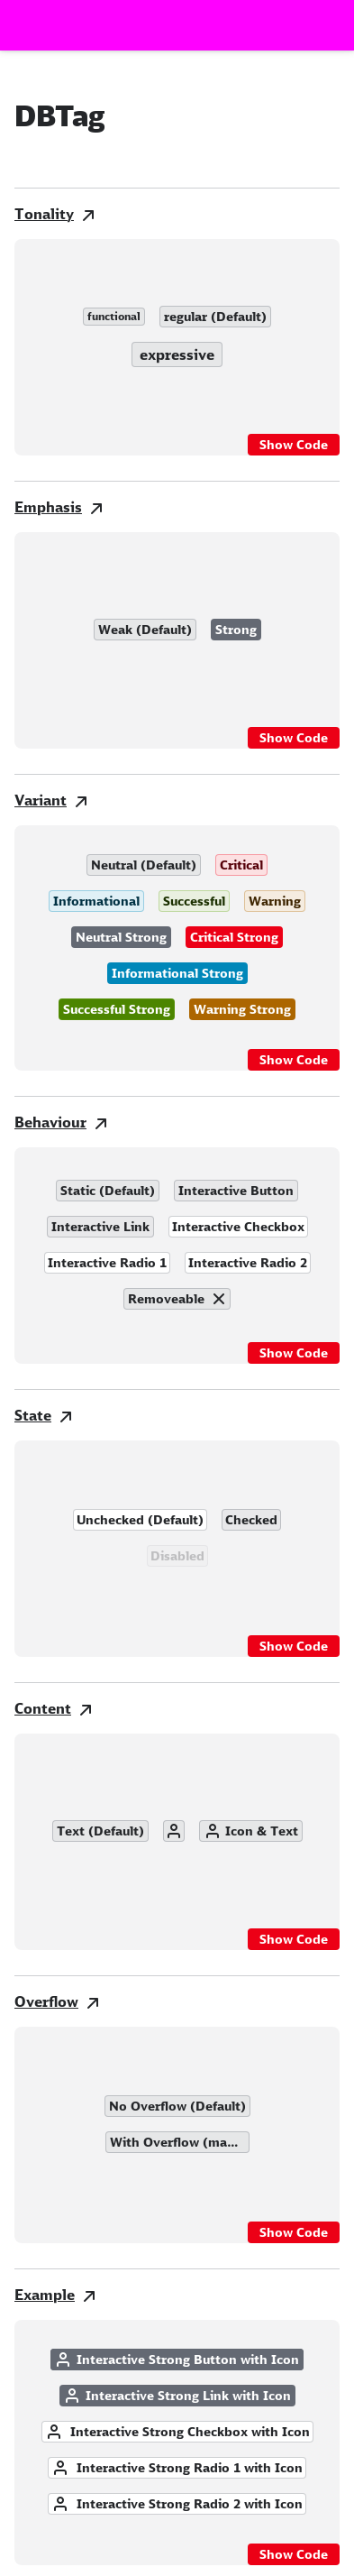 DBTag
Tonality
functional regular (Default)
expressive
Show Code
Emphasis
Weak (Default) Strong
Show Code
Variant
Neutral (Default) Critical
Informational Successful Warning
Neutral Strong Critical Strong
Informational Strong
Successful Strong Warning Strong
Show Code
Behaviour
Static (Default) Interactive Button
Interactive Link Interactive Checkbox
Interactive Radio 1 Interactive Radio 2
Removeable
Show Code
State
Unchecked (Default) Checked
Disabled
Show Code
Content
Text (Default) Icon & Text
Show Code
Overflow
No Overflow (Default)
With Overflow (ma...
Show Code
Example
Interactive Strong Button with Icon
Interactive Strong Link with Icon
Interactive Strong Checkbox with Icon
Interactive Strong Radio 1 with Icon
Interactive Strong Radio 2 with Icon
Show Code